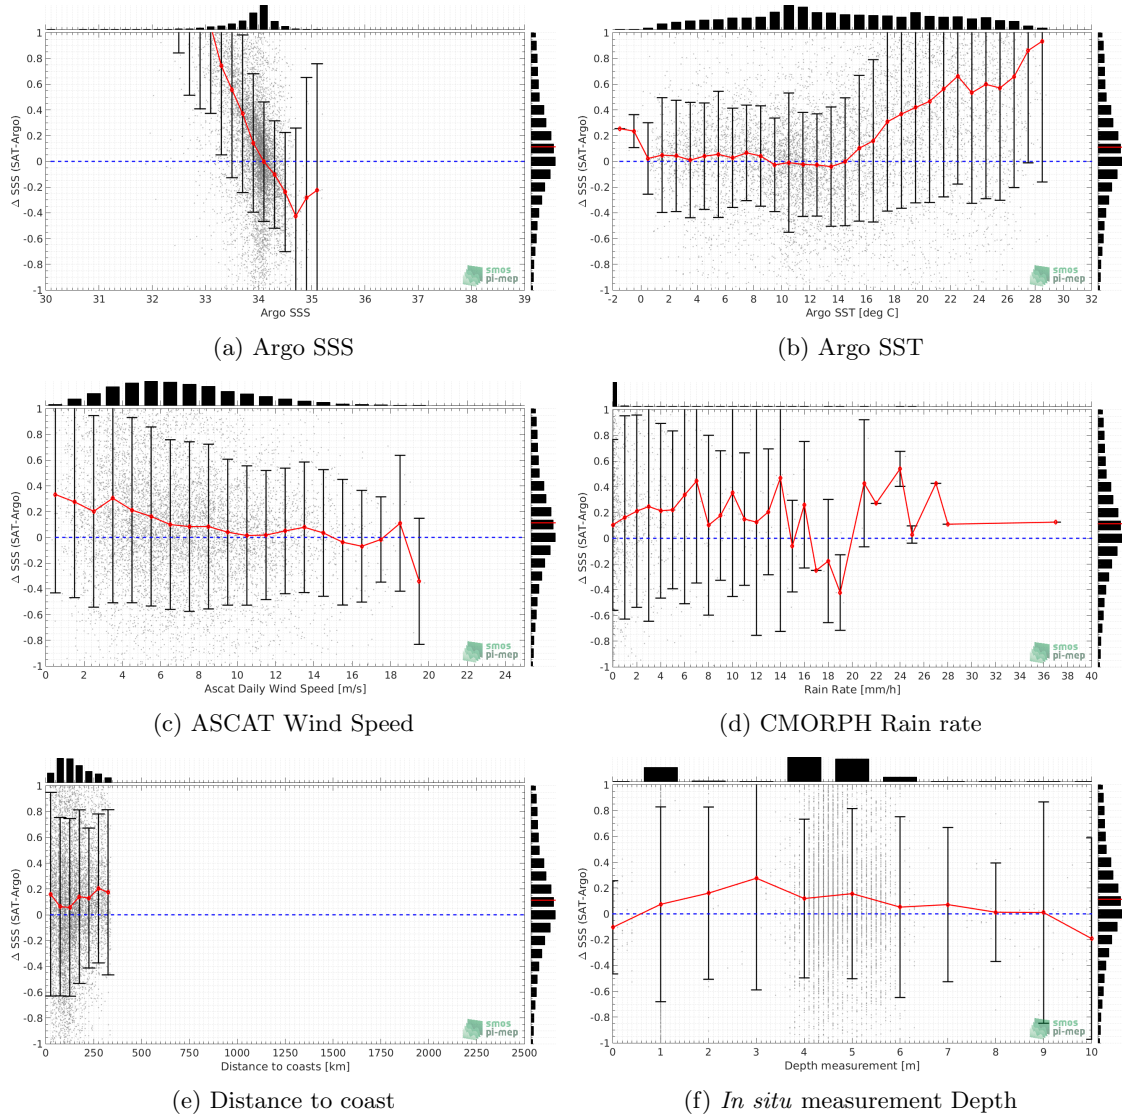 1
0.8
0.6
0.4
0.2
0
-0.2
-0.4
-0.6
-0.8
-1
Δ SSS (SAT-Argo)
30 31 32 33 34 35 36 37 38 39
Argo SSS
smos
pi-mep
(a) Argo SSS
1
0.8
0.6
0.4
0.2
0
-0.2
-0.4
-0.6
-0.8
-1
Δ SSS (SAT-Argo)
-2 0 2 4 6 8 10 12 14 16 18 20 22 24 26 28 30 32
Argo SST [deg C]
smos
pi-mep
(b) Argo SST
1
0.8
0.6
0.4
0.2
0
-0.2
-0.4
-0.6
-0.8
-1
Δ SSS (SAT-Argo)
0 2 4 6 8 10 12 14 16 18 20 22 24
Ascat Daily Wind Speed [m/s]
smos
pi-mep
(c) ASCAT Wind Speed
1
0.8
0.6
0.4
0.2
0
-0.2
-0.4
-0.6
-0.8
-1
Δ SSS (SAT-Argo)
0 2 4 6 8 10 12 14 16 18 20 22 24 26 28 30 32 34 36 38 40
Rain Rate [mm/h]
smos
pi-mep
(d) CMORPH Rain rate
1
0.8
0.6
0.4
0.2
0
-0.2
-0.4
-0.6
-0.8
-1
Δ SSS (SAT-Argo)
0 250 500 750 1000 1250 1500 1750 2000 2250 2500
Distance to coasts [km]
smos
pi-mep
(e) Distance to coast
1
0.8
0.6
0.4
0.2
0
-0.2
-0.4
-0.6
-0.8
-1
Δ SSS (SAT-Argo)
0 1 2 3 4 5 6 7 8 9 10
Depth measurement [m]
smos
pi-mep
(f) In situ measurement Depth